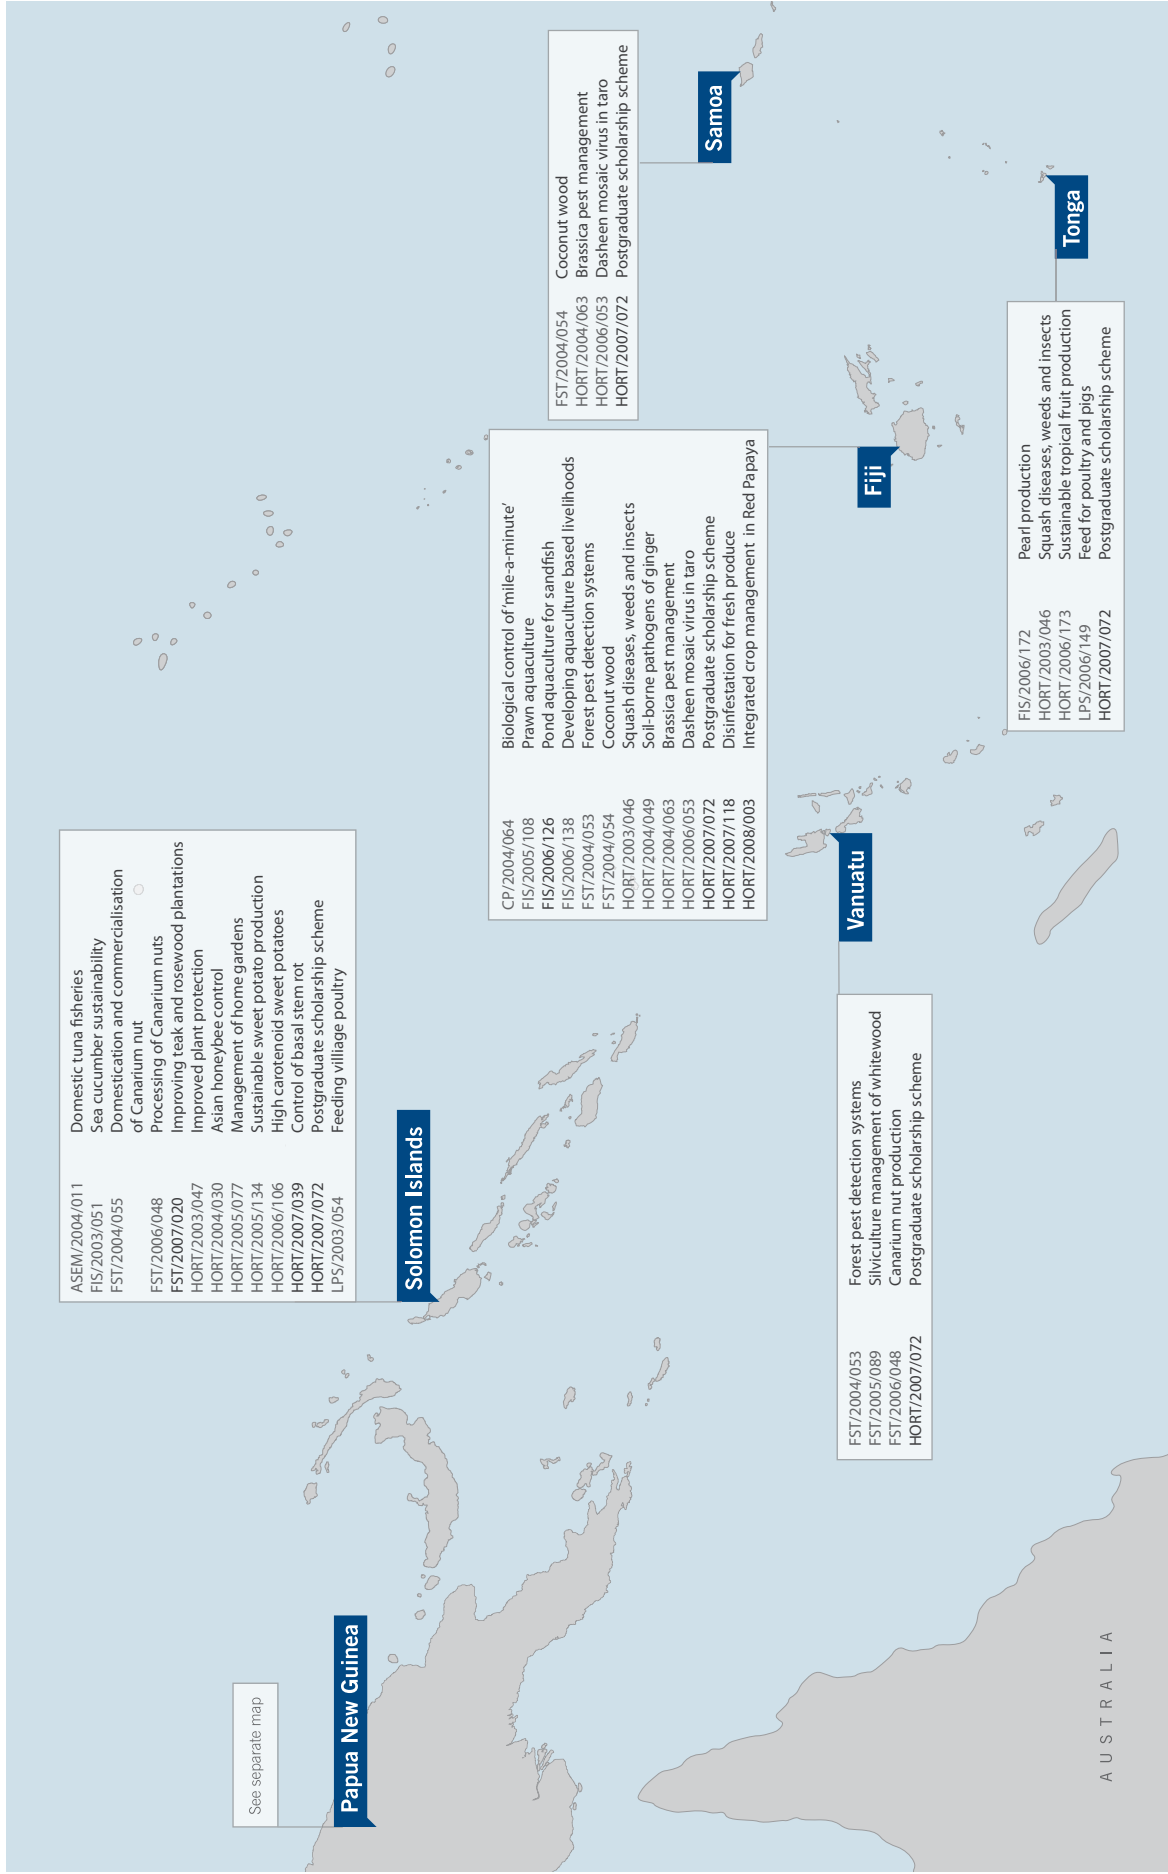 See separate map
Papua New Guinea
ASEM/2004/011 Domestic tuna fisheries
FIS/2003/051 Sea cucumber sustainability
FST/2004/055 Domestication and commercialisation
of Canarium nut
FST/2006/048 Processing of Canarium nuts
FST/2007/020 Improving teak and rosewood plantations
HORT/2003/047 Improved plant protection
HORT/2004/030 Asian honeybee control
HORT/2005/077 Management of home gardens
HORT/2005/134 Sustainable sweet potato production
HORT/2006/106 High carotenoid sweet potatoes
HORT/2007/039 Control of basal stem rot
HORT/2007/072 Postgraduate scholarship scheme
LPS/2003/054 Feeding villiage poultry
Solomon Islands
CP/2004/064 Biological control of 'mile-a-minute'
FIS/2005/108 Prawn aquaculture
FIS/2006/126 Pond aquaculture for sandfish
FIS/2006/138 Developing aquaculture based livelihoods
FST/2004/053 Forest pest detection systems
FST/2004/054 Coconut wood
HORT/2003/046 Squash diseases, weeds and insects
HORT/2004/049 Soil-borne pathogens of ginger
HORT/2004/063 Brassica pest management
HORT/2006/053 Dasheen mosaic virus in taro
HORT/2007/072 Postgraduate scholarship scheme
HORT/2007/118 Disinfestation for fresh produce
HORT/2008/003 Integrated crop management in Red Papaya
Fiji
FST/2004/054 Coconut wood
HORT/2004/063 Brassica pest management
HORT/2006/053 Dasheen mosaic virus in taro
HORT/2007/072 Postgraduate scholarship scheme
Samoa
Vanuatu
FST/2004/053 Forest pest detection systems
FST/2005/089 Silviculture management of whitewood
FST/2006/048 Canarium nut production
HORT/2007/072 Postgraduate scholarship scheme
Tonga
FIS/2006/172 Pearl production
HORT/2003/046 Squash diseases, weeds and insects
HORT/2006/173 Sustainable tropical fruit production
LPS/2006/149 Feed for poultry and pigs
HORT/2007/072 Postgraduate scholarship scheme
AUSTRALIA